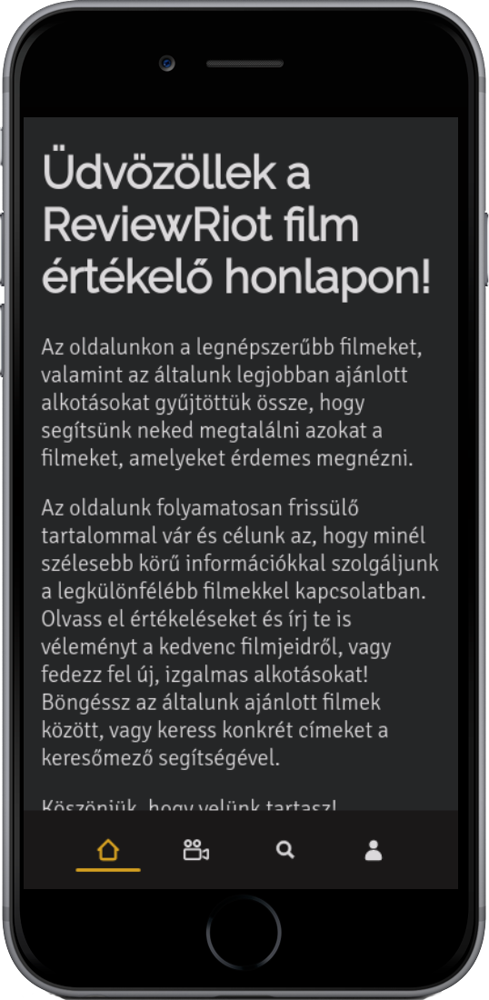 Üdvözöllek a
ReviewRiot film
értékelő honlapon!
Az oldalunkon a legnépszerűbb filmeket,
valamint az általunk legjobban ajánlott
alkotásokat gyűjtöttük össze, hogy
segítsünk neked megtalálni azokat a
filmeket, amelyeket érdemes megnézni.
Az oldalunk folyamatosan frissülő
tartalommal vár és célunk az, hogy minél
szélesebb körű információkkal szolgáljunk
a legkülönfélébb filmekkel kapcsolatban.
Olvass el értékeléseket és írj te is
véleményt a kedvenc filmjeidről, vagy
fedezz fel új, izgalmas alkotásokat!
Böngéssz az általunk ajánlott filmek
között, vagy keress konkrét címeket a
keresőmező segítségével.
Köszönjük, hogy velünk tartasz!